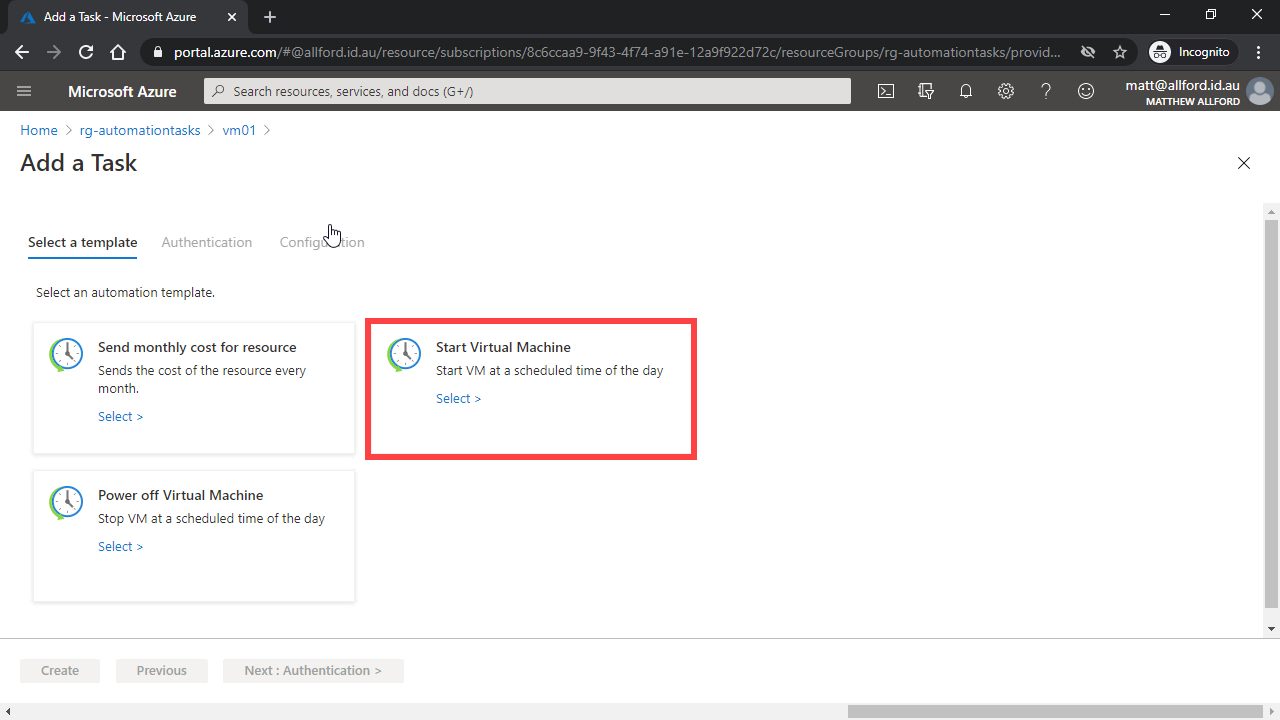 Add a Task - Microsoft Azure
portal.azure.com/#@allford.id.au/resource/subscriptions/8c6ccaa9-9f43-4f74-a91e-12a9f922d72c/resourceGroups/rg-automationtasks/provid...
Incognito
Microsoft Azure
Search resources, services, and docs (G+/)
matt@allford.id.au
MATTHEW ALLFORD
Home > rg-automationtasks > vm01 >
Add a Task
Select a template Authentication Configuration
Select an automation template.
Send monthly cost for resource
Sends the cost of the resource every
month.
Select >
Start Virtual Machine
Start VM at a scheduled time of the day
Select >
Power off Virtual Machine
Stop VM at a scheduled time of the day
Select >
Create Previous Next : Authentication >